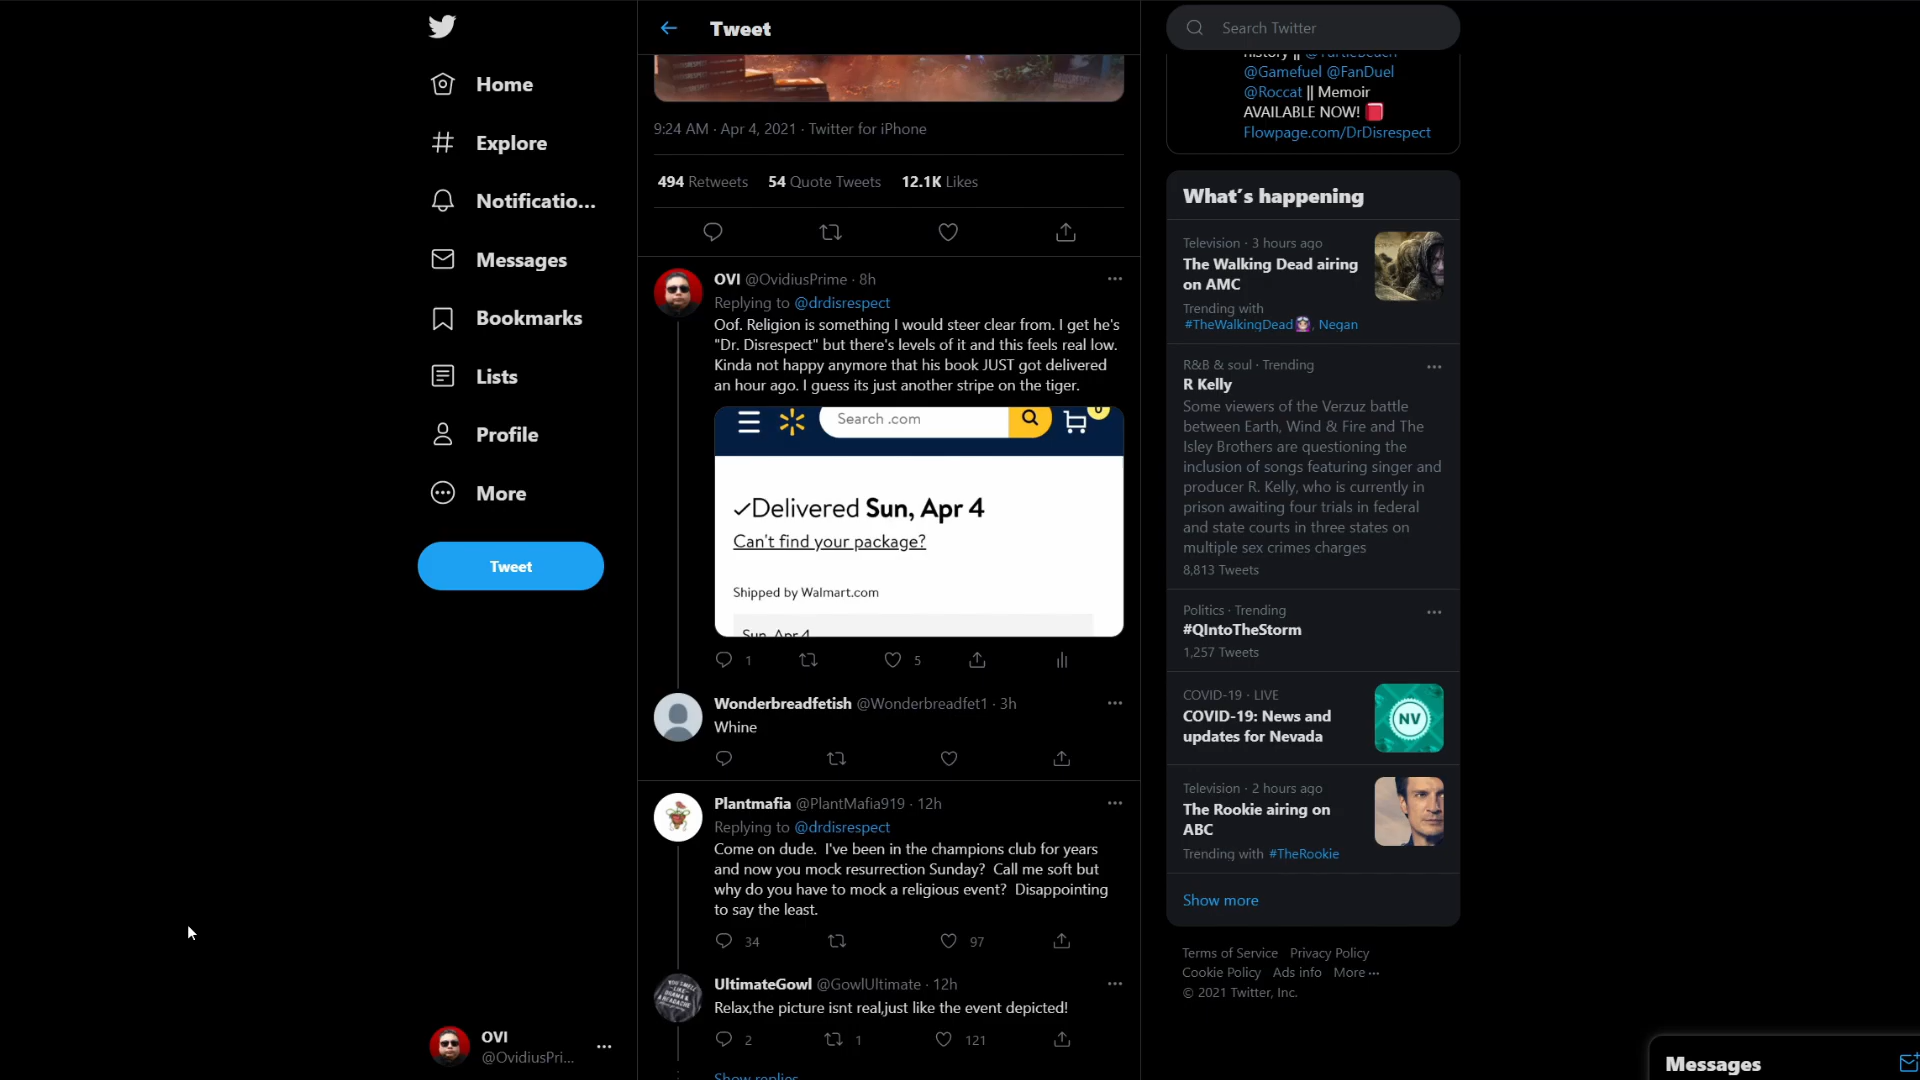 Home
Explore
Notificatio...
Messages
Bookmarks
Lists
Profile
More
Tweet
OVI
@OvidiusPri...
Tweet
9:24 AM · Apr 4, 2021 · Twitter for iPhone
494 Retweets 54 Quote Tweets 12.1K Likes
OVI @OvidiusPrime · 8h
Replying to @drdisrespect
Oof. Religion is something I would steer clear from. I get he's
"Dr. Disrespect" but there's levels of it and this feels real low.
Kinda not happy anymore that his book JUST got delivered
an hour ago. I guess its just another stripe on the tiger.
Search .com
0
✓Delivered Sun, Apr 4
Can't find your package?
Shipped by Walmart.com
Sun, Apr 4
1 5
Wonderbreadfetish @Wonderbreadfet1 · 3h
Whine
Plantmafia @PlantMafia919 · 12h
Replying to @drdisrespect
Come on dude. I've been in the champions club for years
and now you mock resurrection Sunday? Call me soft but
why do you have to mock a religious event? Disappointing
to say the least.
34 97
UltimateGowl @GowlUltimate · 12h
Relax,the picture isnt real,just like the event depicted!
2 1 121
Show replies
Search Twitter
history || @TurtleBeach
@Gamefuel @FanDuel
@Roccat || Memoir
AVAILABLE NOW! 📕
Flowpage.com/DrDisrespect
What's happening
Television · 3 hours ago
The Walking Dead airing
on AMC
Trending with
#TheWalkingDead, Negan
R&B & soul · Trending
R Kelly
Some viewers of the Verzuz battle
between Earth, Wind & Fire and The
Isley Brothers are questioning the
inclusion of songs featuring singer and
producer R. Kelly, who is currently in
prison awaiting four trials in federal
and state courts in three states on
multiple sex crimes charges
8,813 Tweets
Politics · Trending
#QIntoTheStorm
1,257 Tweets
COVID-19 · LIVE
COVID-19: News and
updates for Nevada
NV
Television · 2 hours ago
The Rookie airing on
ABC
Trending with #TheRookie
Show more
Terms of Service Privacy Policy
Cookie Policy Ads info More ···
© 2021 Twitter, Inc.
Messages